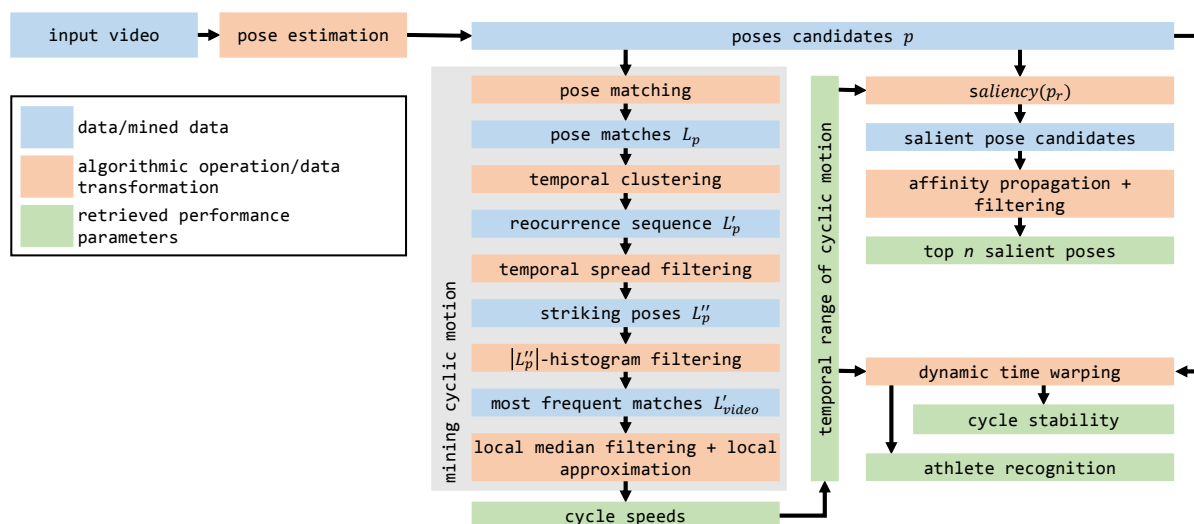 input video
pose estimation
poses candidates p
data/mined data
algorithmic operation/data
transformation
retrieved performance
parameters
mining cyclic motion
pose matching
pose matches L_p
temporal clustering
reocurrence sequence L'_p
temporal spread filtering
striking poses L''_p
|L''_p|-histogram filtering
most frequent matches L'_video
local median filtering + local
approximation
cycle speeds
temporal range of cyclic motion
saliency(p_r)
salient pose candidates
affinity propagation +
filtering
top n salient poses
dynamic time warping
cycle stability
athlete recognition